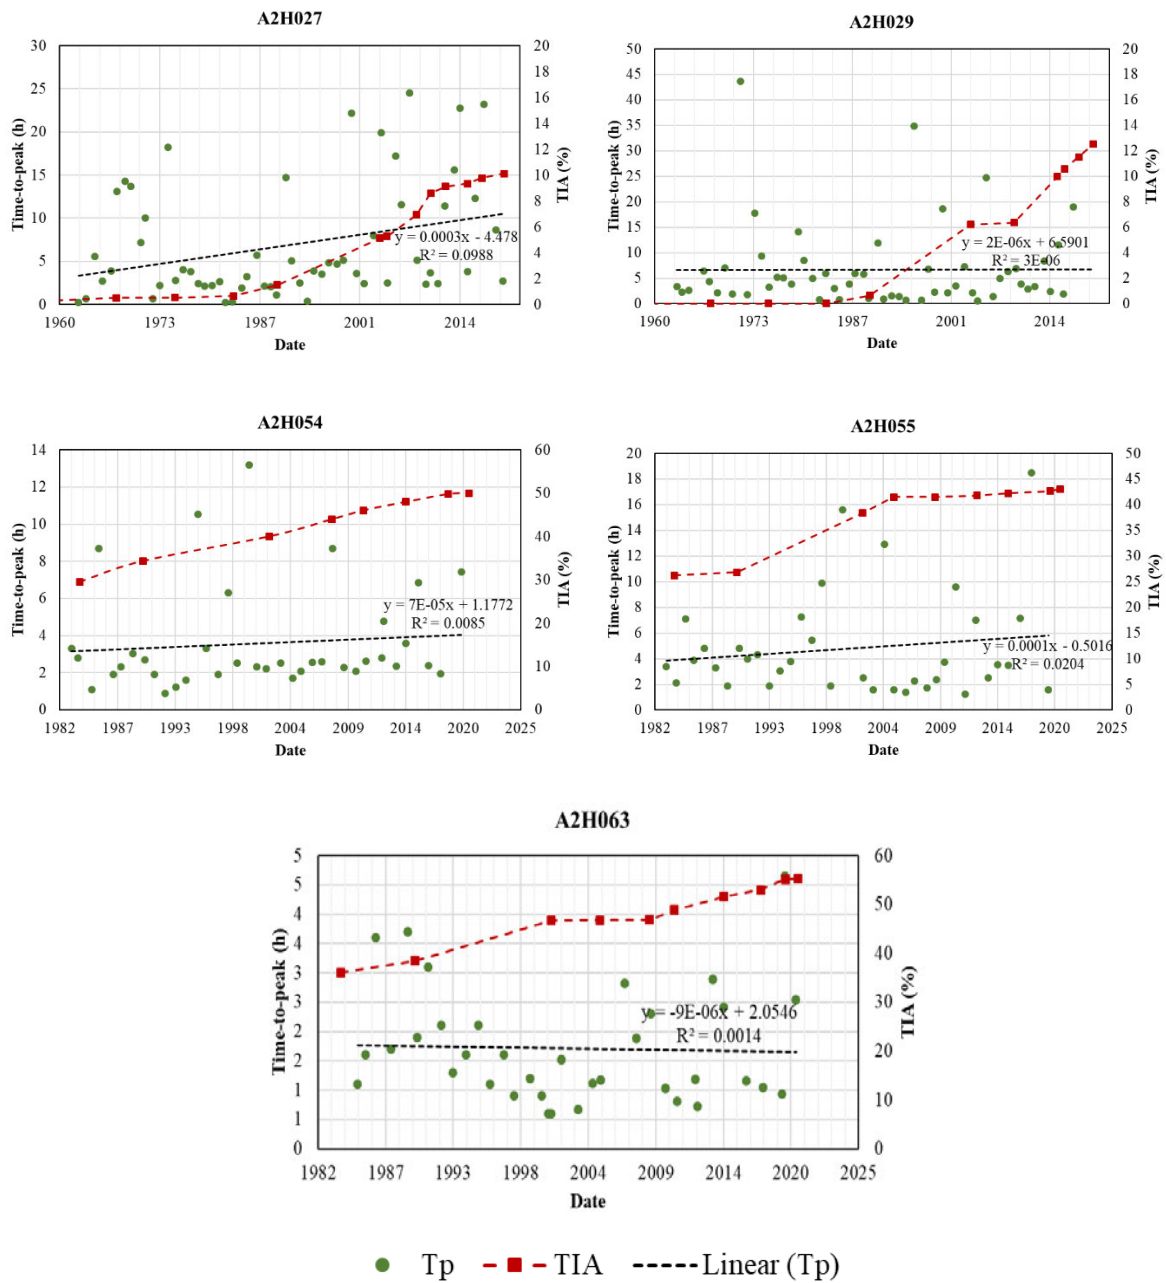 A2H027
30
25
20
15
10
5
0
Time-to-peak (h)
20
18
16
14
12
10
8
6
4
2
0
TIA (%)
y = 0.0003x - 4.478
R² = 0.0988
1960 1973 1987 2001 2014
Date
A2H029
50
45
40
35
30
25
20
15
10
5
0
Time-to-peak (h)
20
18
16
14
12
10
8
6
4
2
0
TIA (%)
y = 2E-06x + 6.5901
R² = 3E-06
1960 1973 1987 2001 2014
Date
A2H054
14
12
10
8
6
4
2
0
Time-to-peak (h)
60
50
40
30
20
10
0
TIA (%)
y = 7E-05x + 1.1772
R² = 0.0085
1982 1987 1993 1998 2004 2009 2014 2020 2025
Date
A2H055
20
18
16
14
12
10
8
6
4
2
0
Time-to-peak (h)
50
45
40
35
30
25
20
15
10
5
0
TIA (%)
y = 0.0001x - 0.5016
R² = 0.0204
1982 1987 1993 1998 2004 2009 2014 2020 2025
Date
A2H063
5
5
4
4
3
3
2
2
1
1
0
Time-to-peak (h)
60
50
40
30
20
10
0
TIA (%)
y = -9E-06x + 2.0546
R² = 0.0014
1982 1987 1993 1998 2004 2009 2014 2020 2025
Date
Tp TIA Linear (Tp)